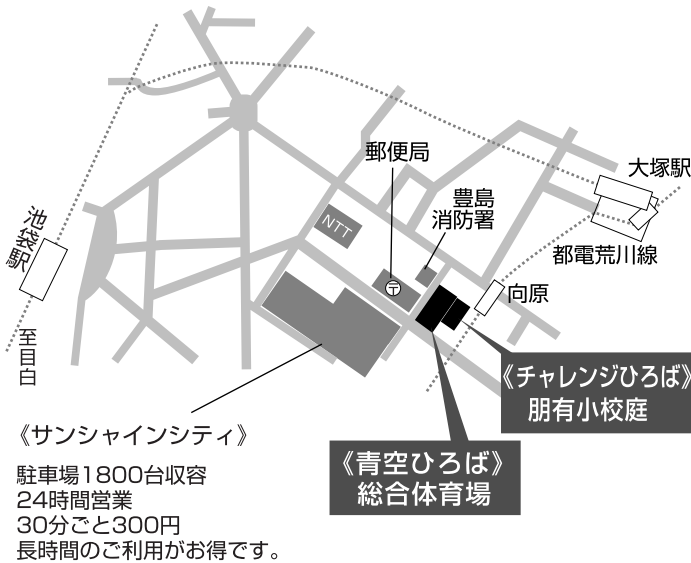 郵便局
大塚駅
豊島
消防署
NTT
池袋駅
都電荒川線
〒
向原
至目白
《チャレンジひろば》
朋有小校庭
《サンシャインシティ》
《青空ひろば》
総合体育場
駐車場1800台収容
24時間営業
30分ごと300円
長時間のご利用がお得です。